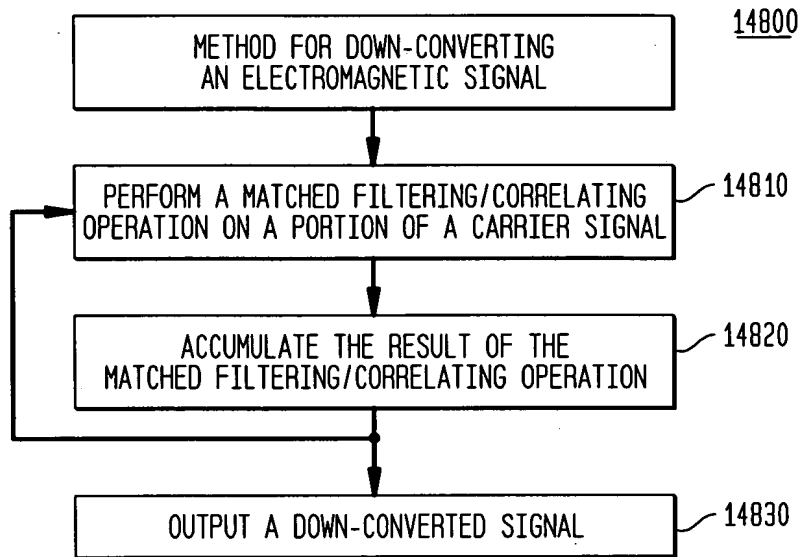 14800
METHOD FOR DOWN-CONVERTING
AN ELECTROMAGNETIC SIGNAL
PERFORM A MATCHED FILTERING/CORRELATING
OPERATION ON A PORTION OF A CARRIER SIGNAL
14810
ACCUMULATE THE RESULT OF THE
MATCHED FILTERING/CORRELATING OPERATION
14820
OUTPUT A DOWN-CONVERTED SIGNAL
14830